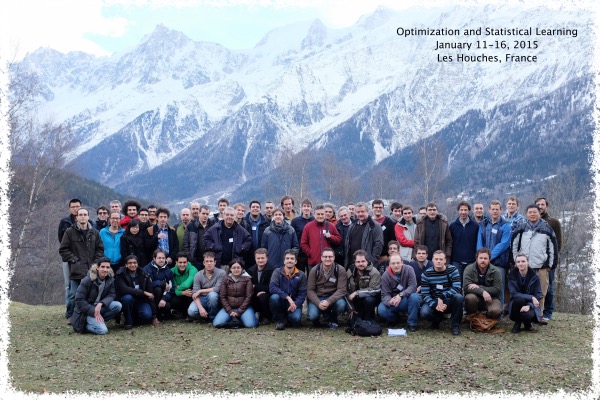 Optimization and Statistical Learning
January 11-16, 2015
Les Houches, France